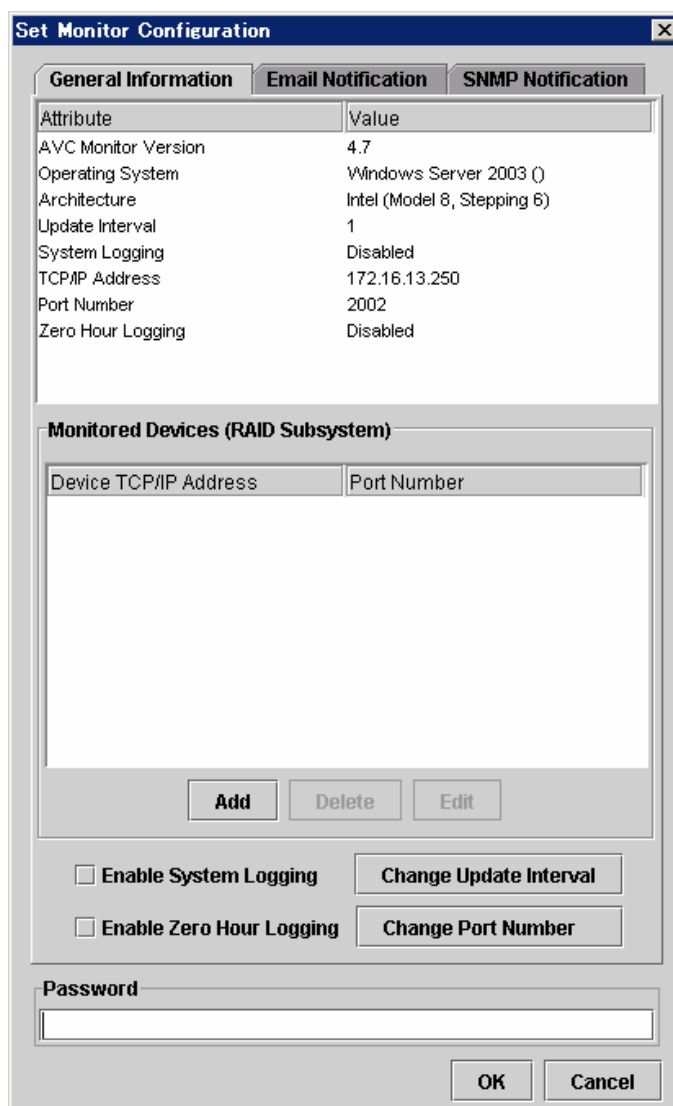 Set Monitor Configuration
General Information Email Notification SNMP Notification
Attribute Value
AVC Monitor Version 4.7
Operating System Windows Server 2003 ()
Architecture Intel (Model 8, Stepping 6)
Update Interval 1
System Logging Disabled
TCP/IP Address 172.16.13.250
Port Number 2002
Zero Hour Logging Disabled
Monitored Devices (RAID Subsystem)
Device TCP/IP Address Port Number
Add Delete Edit
Enable System Logging Change Update Interval
Enable Zero Hour Logging Change Port Number
Password
OK Cancel